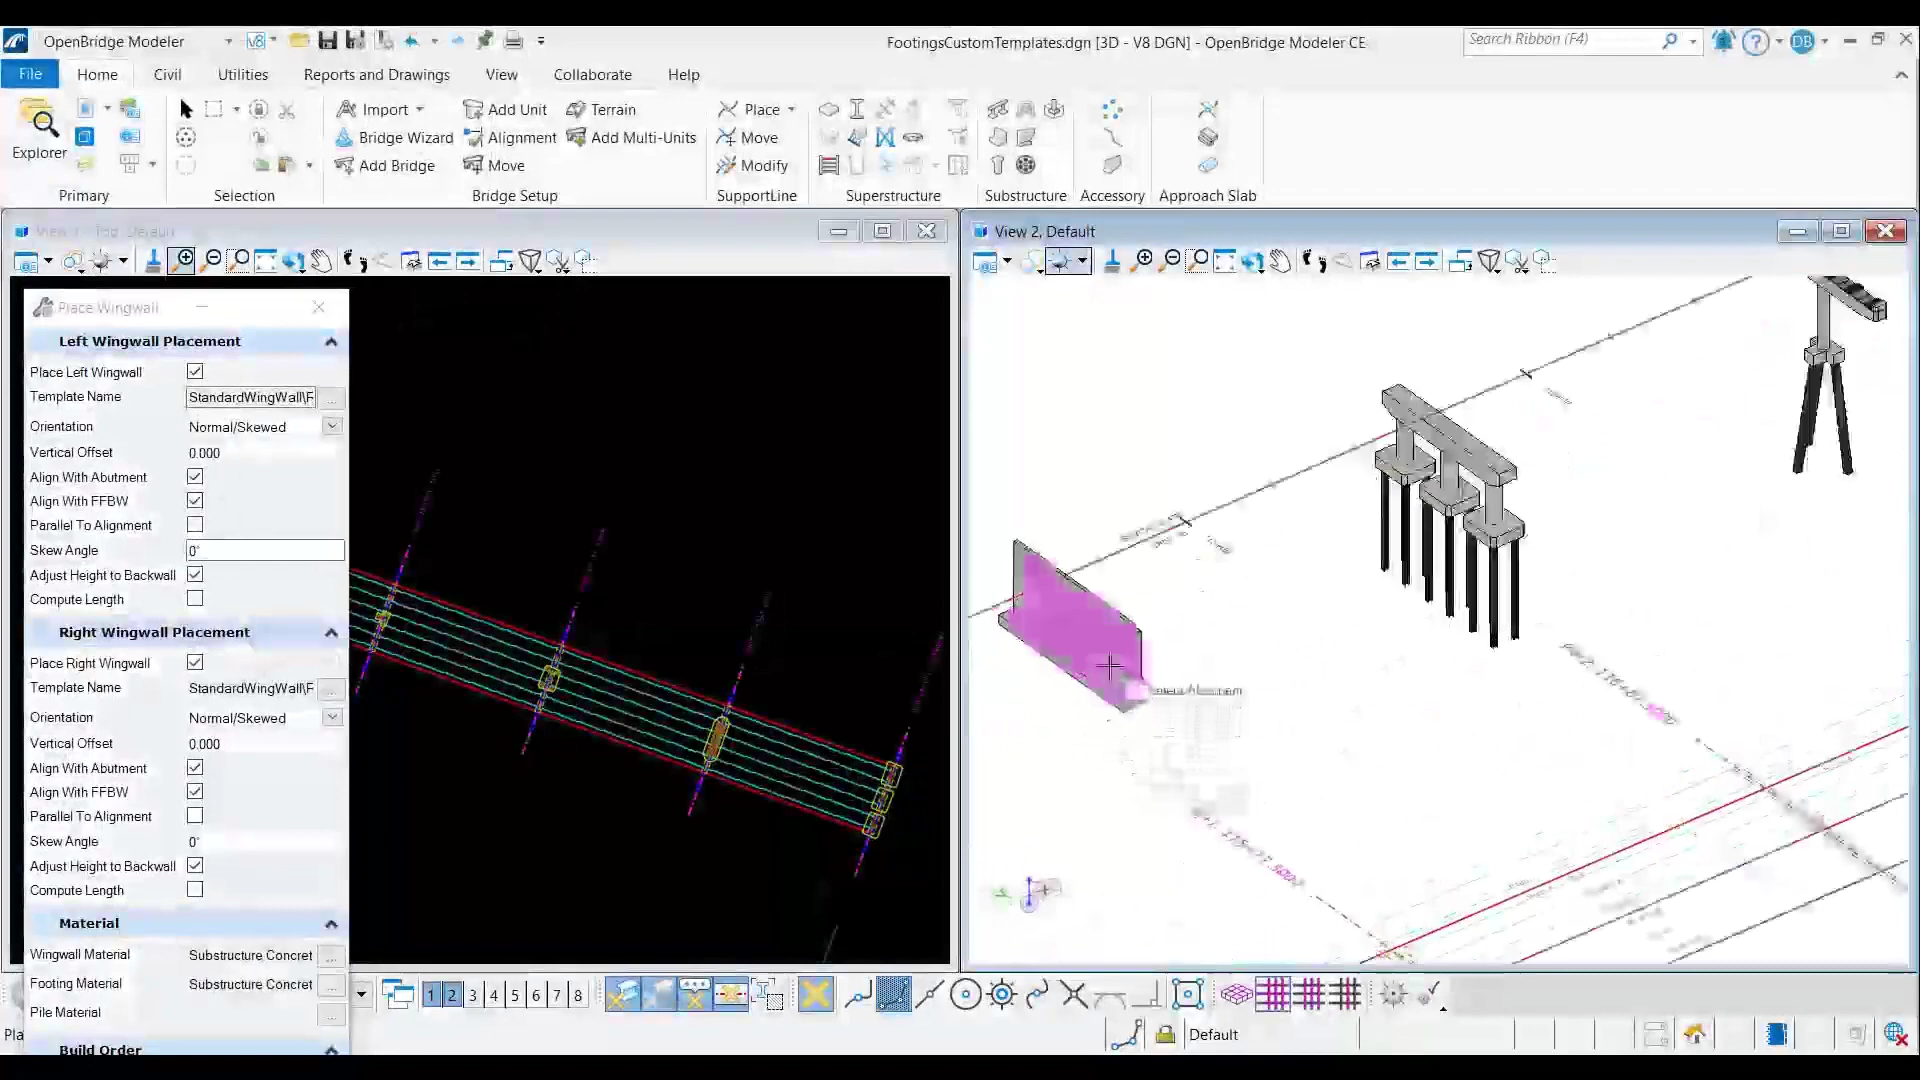 OpenBridge Modeler
v8
FootingsCustomTemplates.dgn [3D - V8 DGN] - OpenBridge Modeler CE
Search Ribbon (F4)
DB
File
Home
Civil
Utilities
Reports and Drawings
View
Collaborate
Help
Explorer
Import
Bridge Wizard
Add Bridge
Add Unit
Alignment
Move
Terrain
Add Multi-Units
Place
Move
Modify
Primary
Selection
Bridge Setup
SupportLine
Superstructure
Substructure
Accessory
Approach Slab
View 2, Default
Place Wingwall
Left Wingwall Placement
Place Left Wingwall
Template Name StandardWingWall\F ...
Orientation Normal/Skewed
Vertical Offset 0.000
Align With Abutment
Align With FFBW
Parallel To Alignment
Skew Angle 0°
Adjust Height to Backwall
Compute Length
Right Wingwall Placement
Place Right Wingwall
Template Name StandardWingWall\F ...
Orientation Normal/Skewed
Vertical Offset 0.000
Align With Abutment
Align With FFBW
Parallel To Alignment
Skew Angle 0°
Adjust Height to Backwall
Compute Length
Material
Wingwall Material Substructure Concret ...
Footing Material Substructure Concret ...
Pile Material ...
Build Order
1 2 3 4 5 6 7 8
Pla
Default